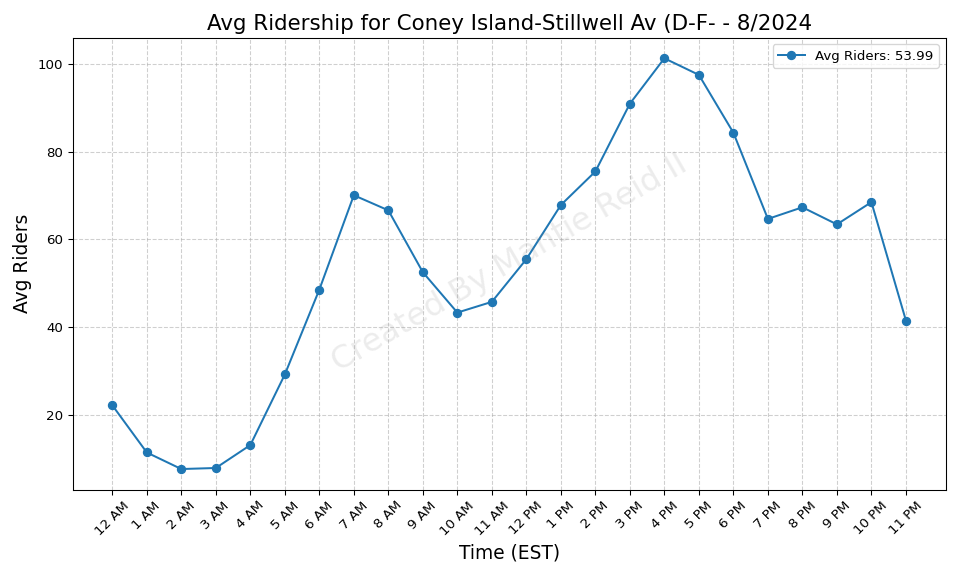 Avg Ridership for Coney Island-Stillwell Av (D-F- - 8/2024
Avg Riders: 53.99
Avg Riders
100
80
60
40
20
Created By Mantie Reid II
12 AM
1 AM
2 AM
3 AM
4 AM
5 AM
6 AM
7 AM
8 AM
9 AM
10 AM
11 AM
12 PM
1 PM
2 PM
3 PM
4 PM
5 PM
6 PM
7 PM
8 PM
9 PM
10 PM
11 PM
Time (EST)